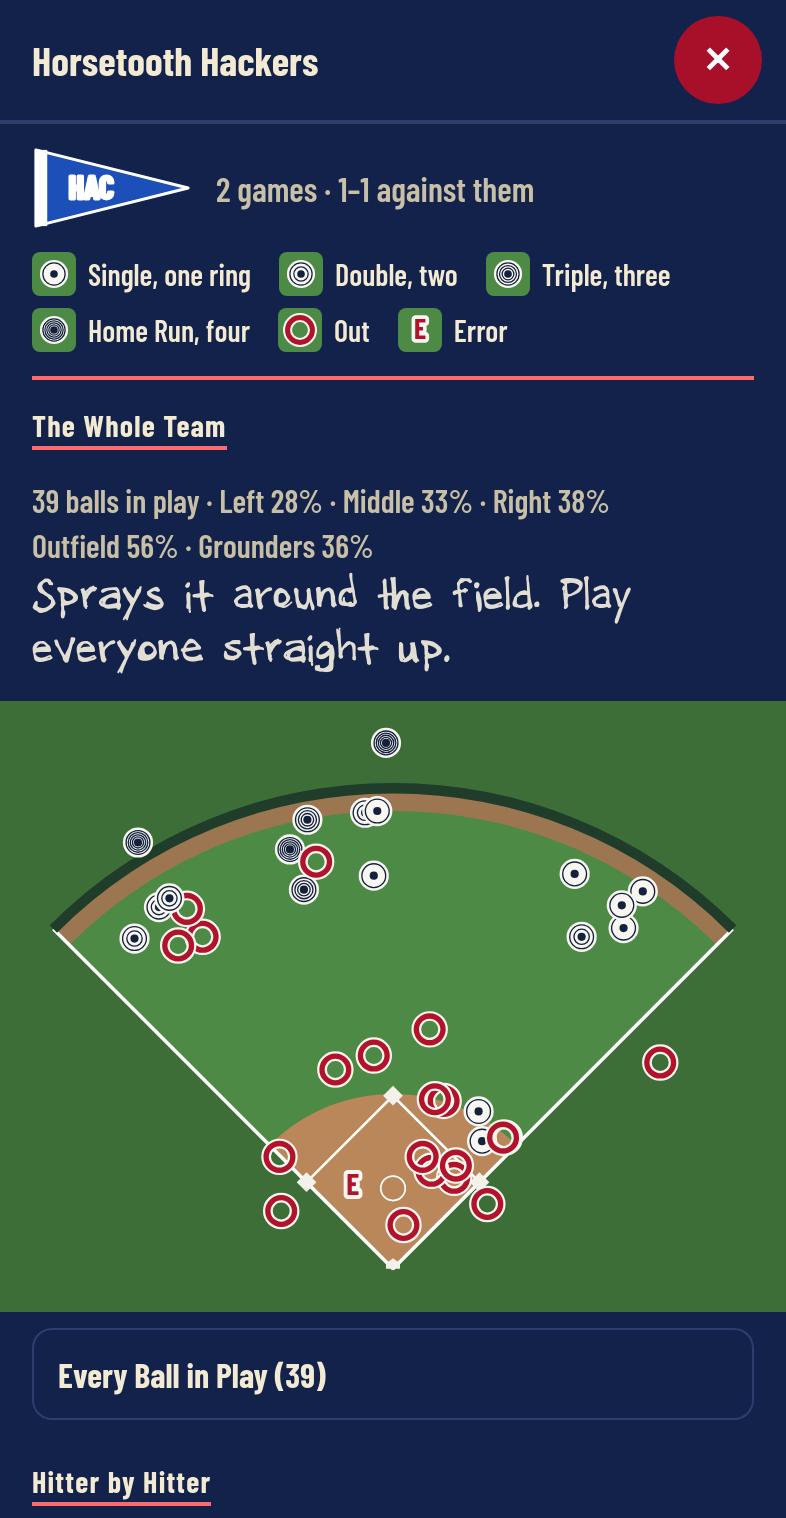 Horsetooth Hackers
×
HAC
2 games · 1–1 against them
Single, one ring
Double, two
Triple, three
Home Run, four
Out
E
Error
The Whole Team
39 balls in play · Left 28% · Middle 33% · Right 38%
Outfield 56% · Grounders 36%
Sprays it around the field. Play
everyone straight up.
E
Every Ball in Play (39)
Hitter by Hitter